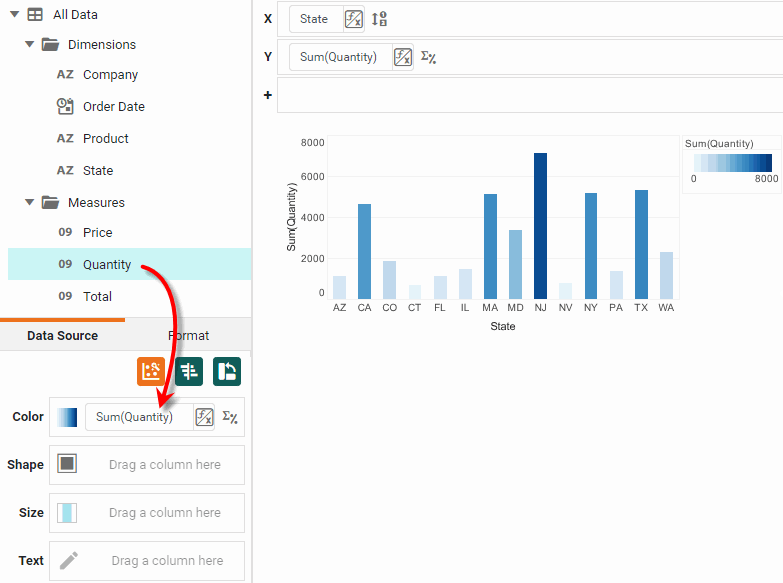 All Data
Dimensions
AZ Company
Order Date
AZ Product
AZ State
Measures
09 Price
09 Quantity
09 Total
Data Source
Format
Color
Sum(Quantity)
f/x
Σ%
Shape
Drag a column here
Size
Drag a column here
Text
Drag a column here
X
State
f/x
Y
Sum(Quantity)
f/x
Σ%
+
Sum(Quantity)
8000
6000
4000
2000
0
AZ CA CO CT FL IL MA MD NJ NV NY PA TX WA
State
Sum(Quantity)
0 8000